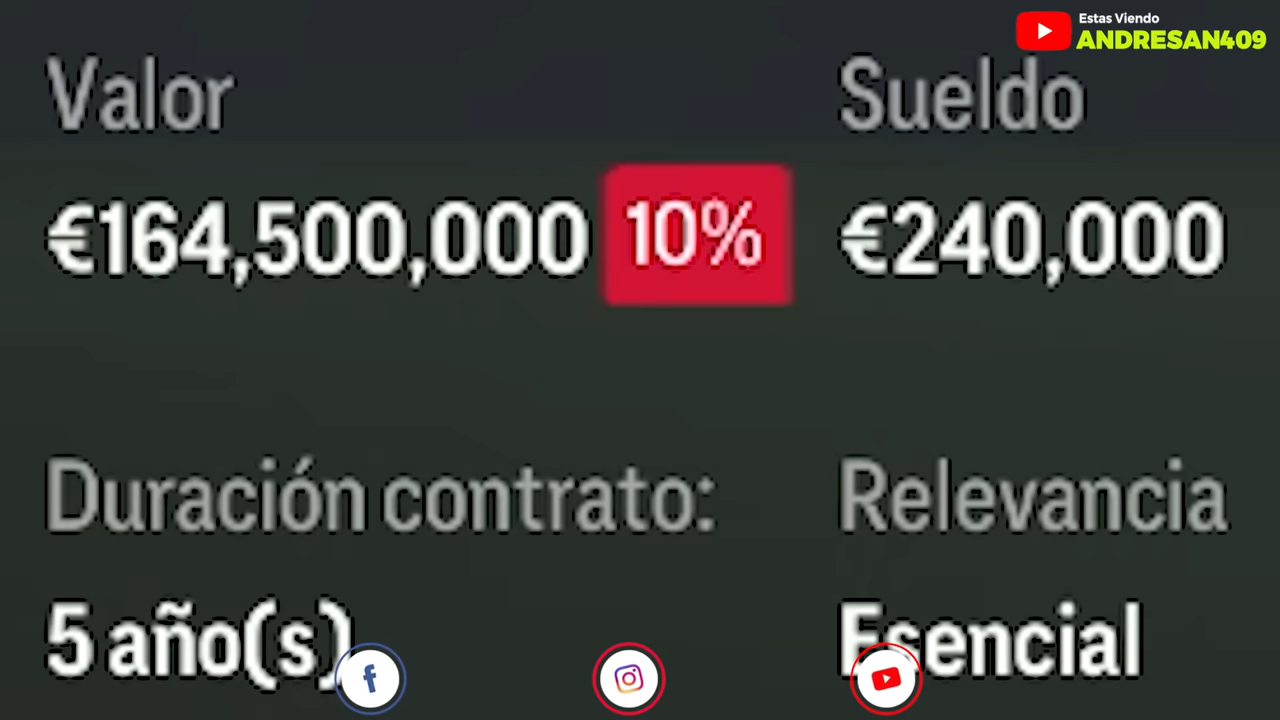 Estas Viendo
ANDRESAN409
Valor
Sueldo
€164,500,000 10%
€240,000
Duración contrato:
Relevancia
5 año(s)
Esencial